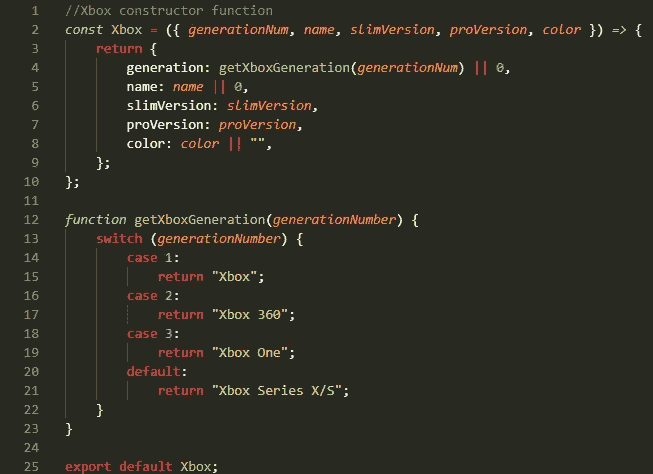 1 //Xbox constructor function
2 const Xbox = ({ generationNum, name, slimVersion, proVersion, color }) => {
3     return {
4         generation: getXboxGeneration(generationNum) || 0,
5         name: name || 0,
6         slimVersion: slimVersion,
7         proVersion: proVersion,
8         color: color || "",
9     };
10 };
11
12 function getXboxGeneration(generationNumber) {
13     switch (generationNumber) {
14         case 1:
15             return "Xbox";
16         case 2:
17             return "Xbox 360";
18         case 3:
19             return "Xbox One";
20         default:
21             return "Xbox Series X/S";
22     }
23 }
24
25 export default Xbox;